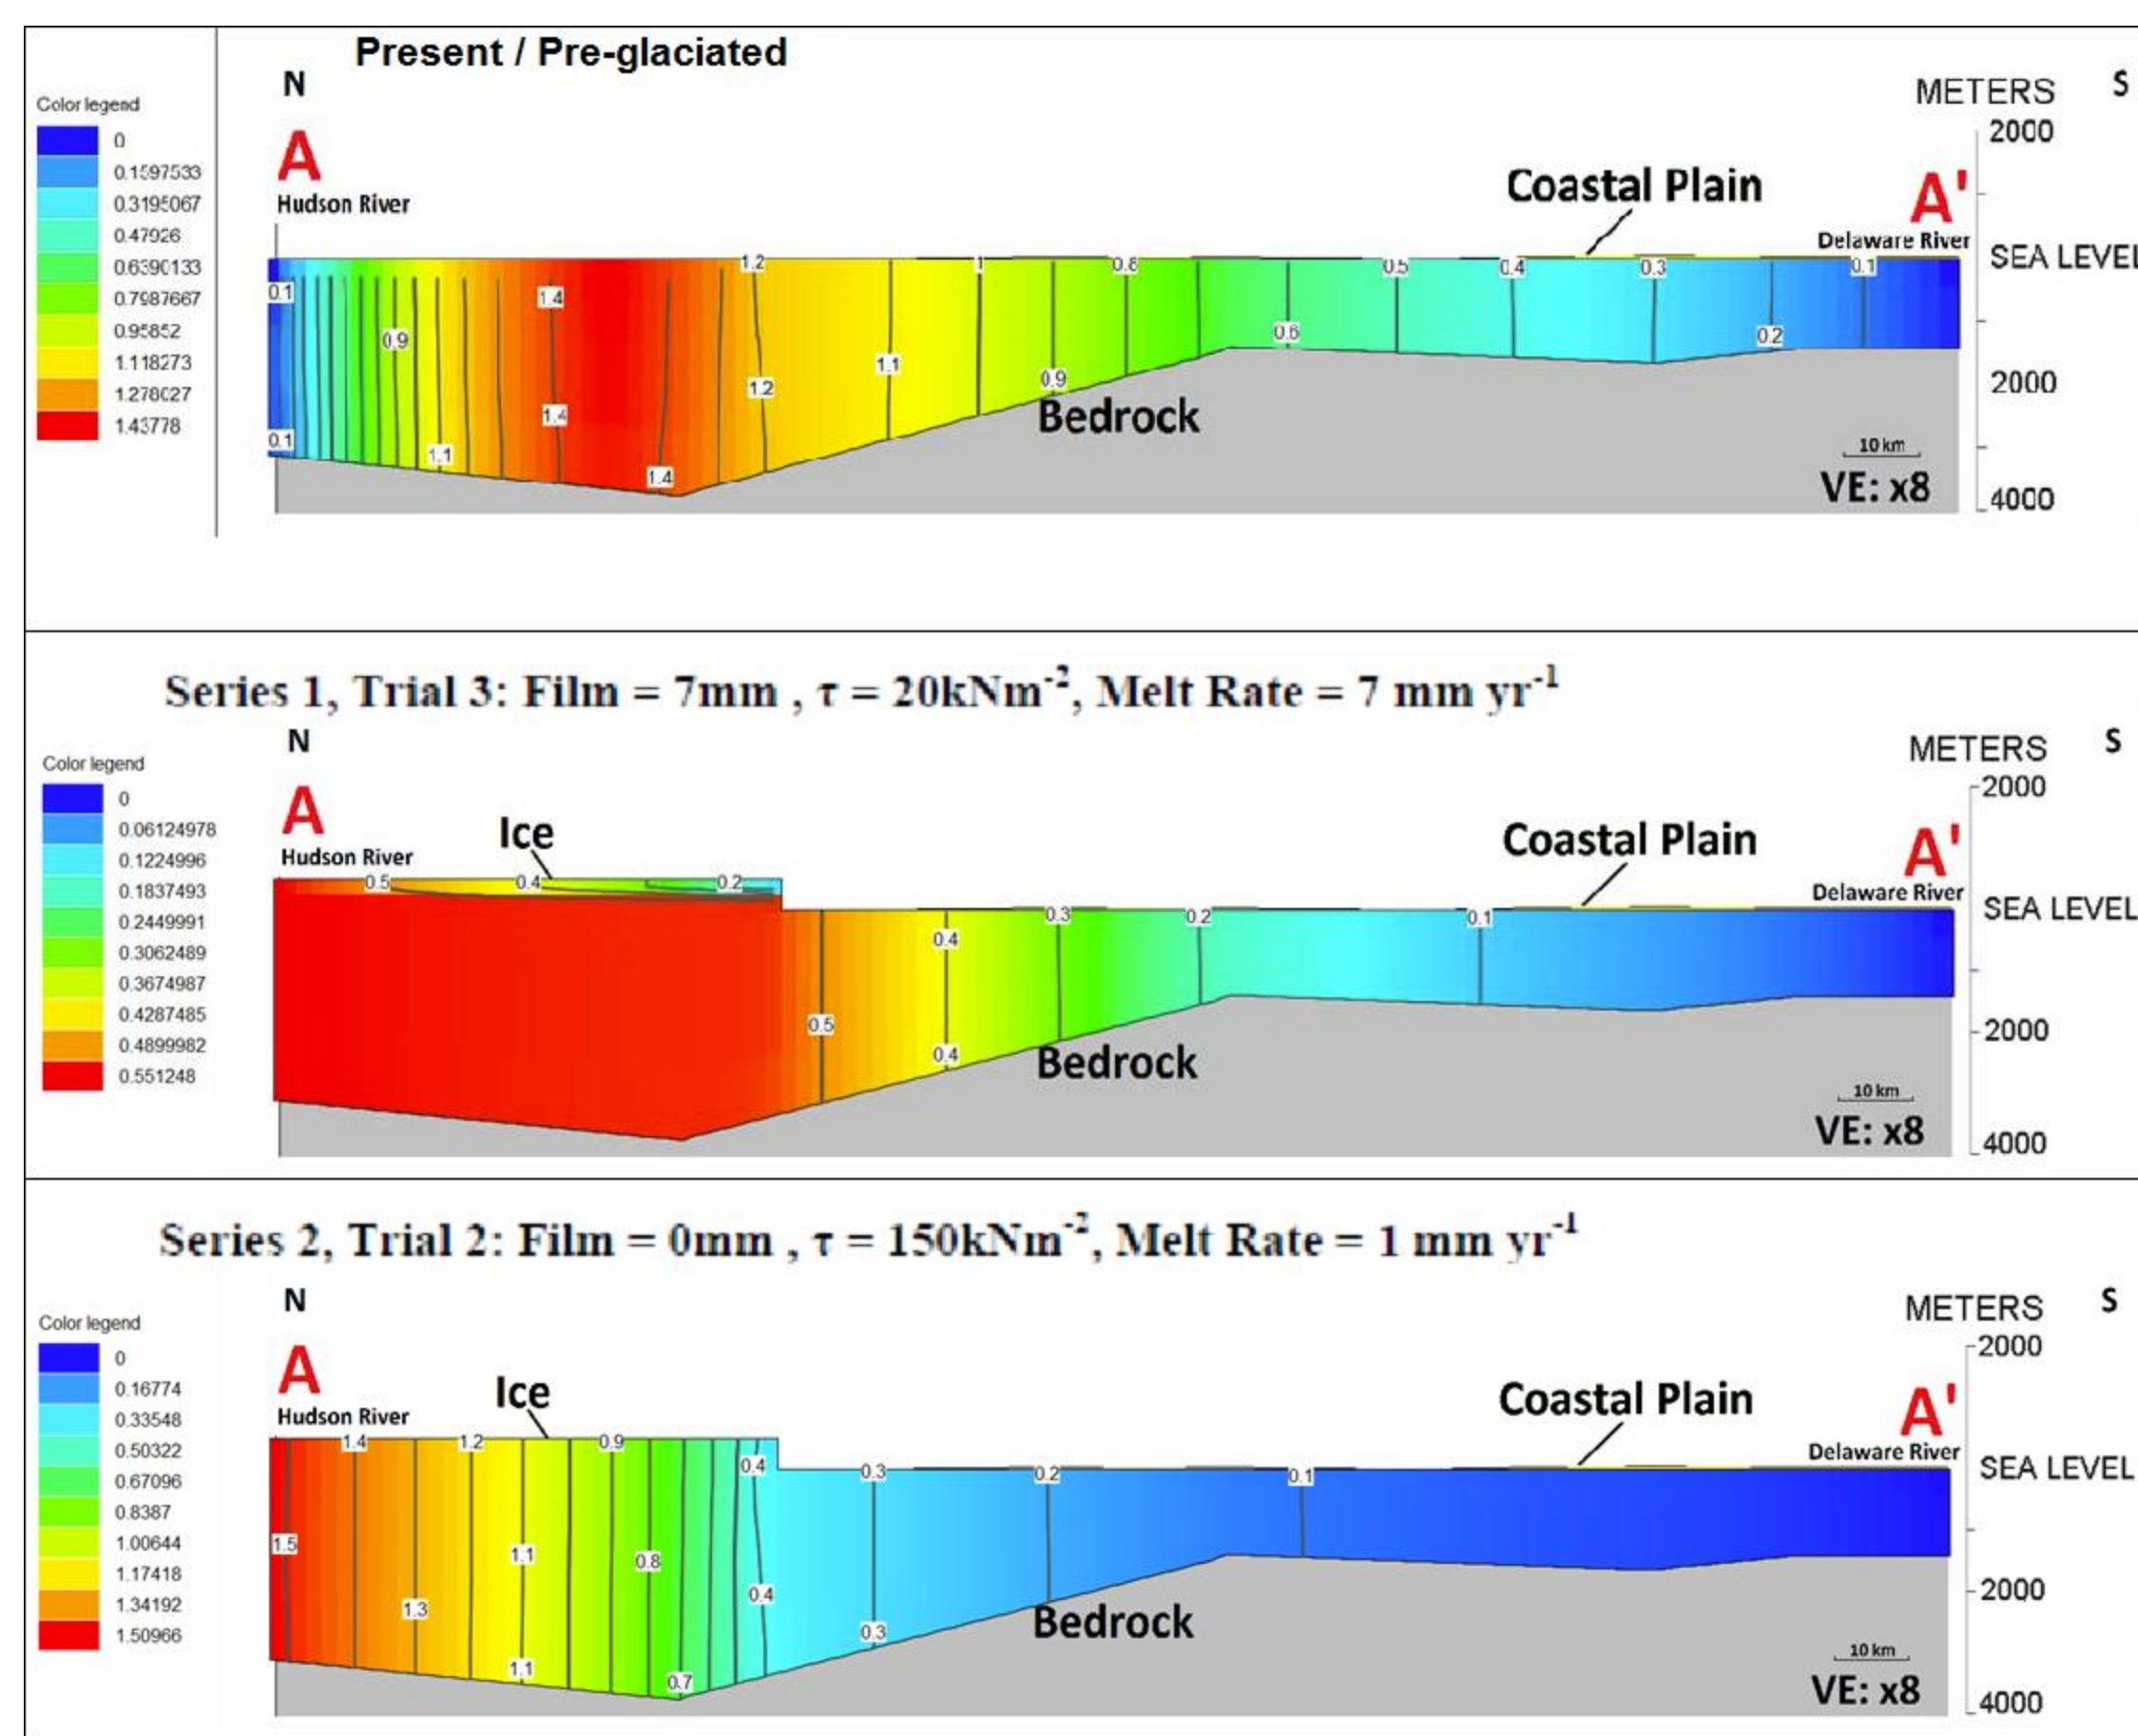 Present / Pre-glaciated
N
METERS S
Color legend
2000
0
A
0.1597533
Coastal Plain
A'
0.3195067
Hudson River
0.47926
Delaware River
SEA LEVEL
0.6390133
1.2 1 0.8 0.5 0.4 0.3 0.1
0.7987667
0.1 1.4
0.95852
0.9 0.6 0.2
1.118273
1.1
1.278027
1.2 0.9 2000
1.43778
1.4 Bedrock
0.1 1.1 10 km
1.4
VE: x8
4000
Series 1, Trial 3: Film = 7mm , τ = 20kNm-2, Melt Rate = 7 mm yr-1
N
METERS S
Color legend
2000
0
A
0.06124978
Ice
Coastal Plain
A'
0.1224996
Hudson River
0.1837493
0.5 0.4 0.2
Delaware River
0.2449991
SEA LEVEL
0.3 0.2 0.1
0.3062489
0.4
0.3674987
0.4287485
0.5 2000
0.4899982
0.4 Bedrock
0.551248
10 km
VE: x8
4000
Series 2, Trial 2: Film = 0mm , τ = 150kNm-2, Melt Rate = 1 mm yr-1
N
METERS S
Color legend
2000
0
A
0.16774
Ice
Coastal Plain
A'
0.33548
Hudson River
0.50322
1.4 1.2 0.9
Delaware River
0.67096
0.4 0.3 0.2 0.1
SEA LEVEL
0.8387
1.00644
1.5 1.1 0.8
1.17418
1.34192
1.3 0.4 2000
1.50966
0.3 Bedrock
1.1 0.7 10 km
VE: x8
4000